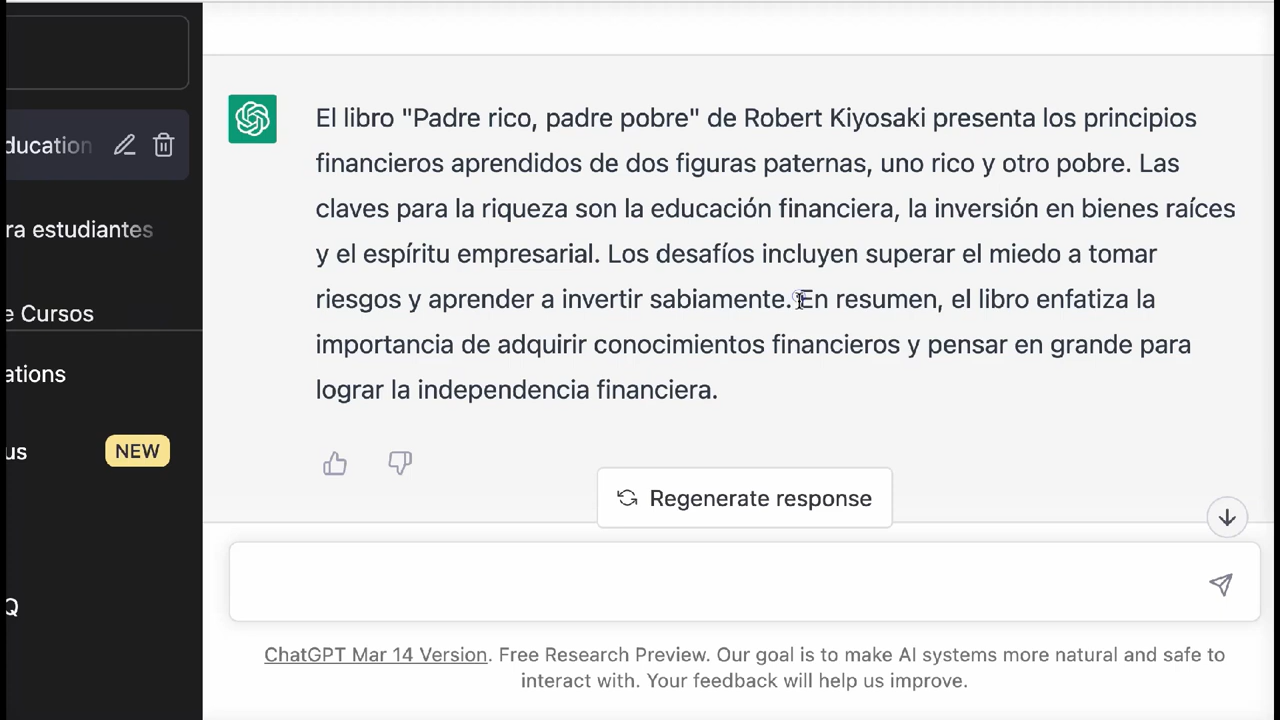 El libro "Padre rico, padre pobre" de Robert Kiyosaki presenta los principios
financieros aprendidos de dos figuras paternas, uno rico y otro pobre. Las
claves para la riqueza son la educación financiera, la inversión en bienes raíces
y el espíritu empresarial. Los desafíos incluyen superar el miedo a tomar
riesgos y aprender a invertir sabiamente. En resumen, el libro enfatiza la
importancia de adquirir conocimientos financieros y pensar en grande para
lograr la independencia financiera.
ducation
ra estudiantes
e Cursos
ations
us NEW
Q
Regenerate response
ChatGPT Mar 14 Version. Free Research Preview. Our goal is to make AI systems more natural and safe to
interact with. Your feedback will help us improve.